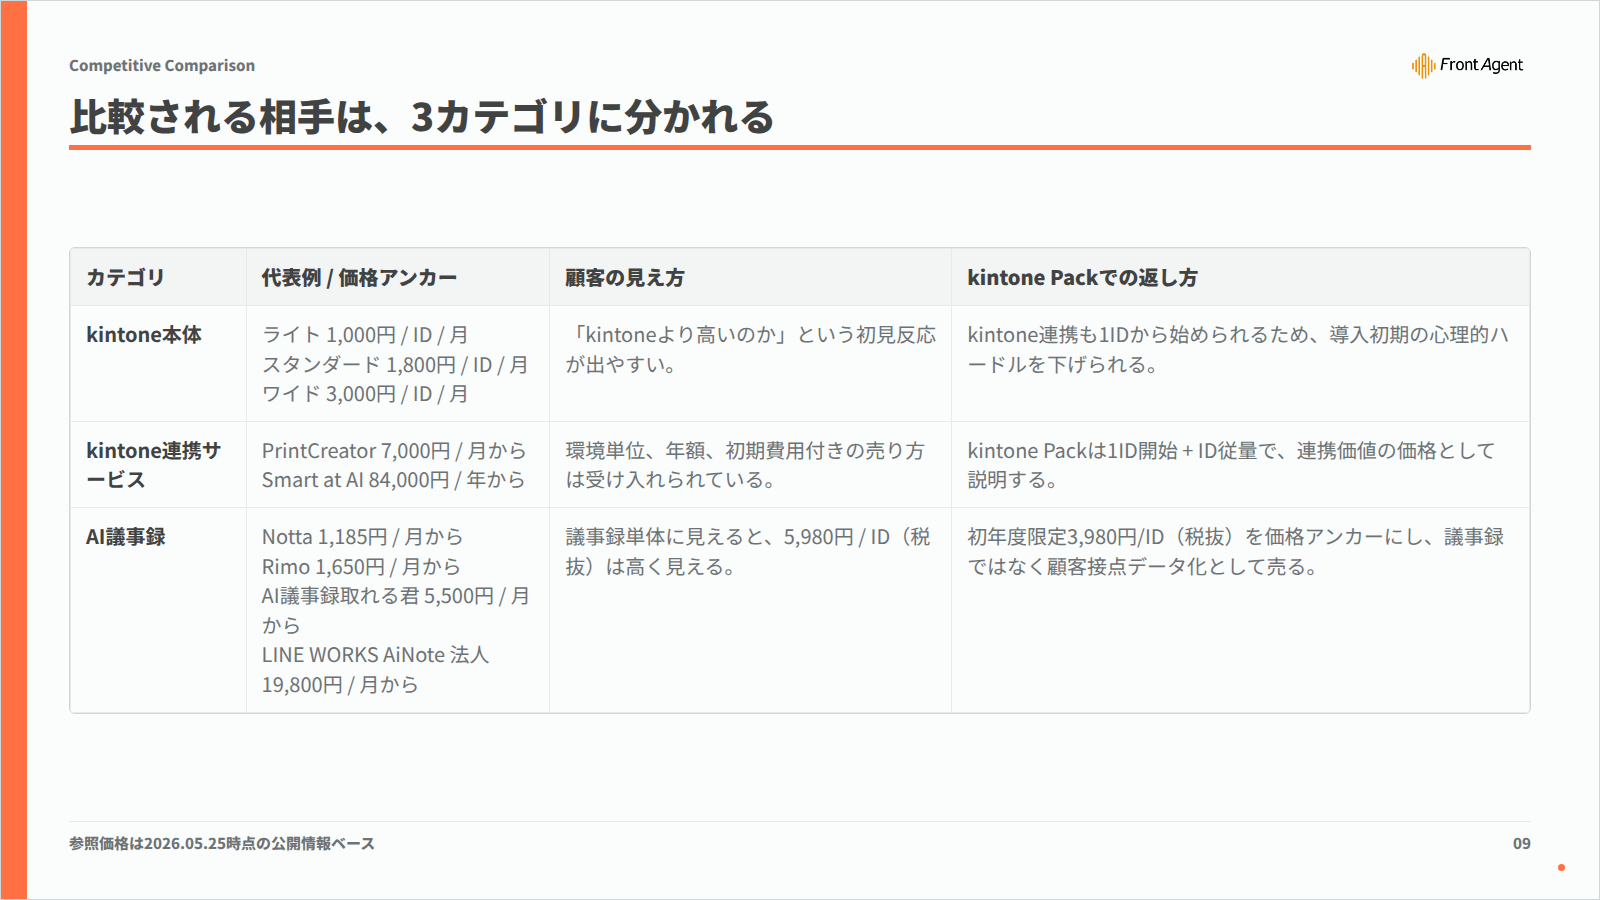 Competitive Comparison
Front Agent
比較される相手は、3カテゴリに分かれる
カテゴリ
代表例 / 価格アンカー
顧客の見え方
kintone Packでの返し方
kintone本体
ライト 1,000円 / ID / 月
スタンダード 1,800円 / ID / 月
ワイド 3,000円 / ID / 月
「kintoneより高いのか」という初見反応
が出やすい。
kintone連携も1IDから始められるため、導入初期の心理的ハ
ードルを下げられる。
kintone連携サ
ービス
PrintCreator 7,000円 / 月から
Smart at AI 84,000円 / 年から
環境単位、年額、初期費用付きの売り方
は受け入れられている。
kintone Packは1ID開始 + ID従量で、連携価値の価格として
説明する。
AI議事録
Notta 1,185円 / 月から
Rimo 1,650円 / 月から
AI議事録取れる君 5,500円 / 月
から
LINE WORKS AiNote 法人
19,800円 / 月から
議事録単体に見えると、5,980円 / ID（税
抜）は高く見える。
初年度限定3,980円/ID（税抜）を価格アンカーにし、議事録
ではなく顧客接点データ化として売る。
参照価格は2026.05.25時点の公開情報ベース
09